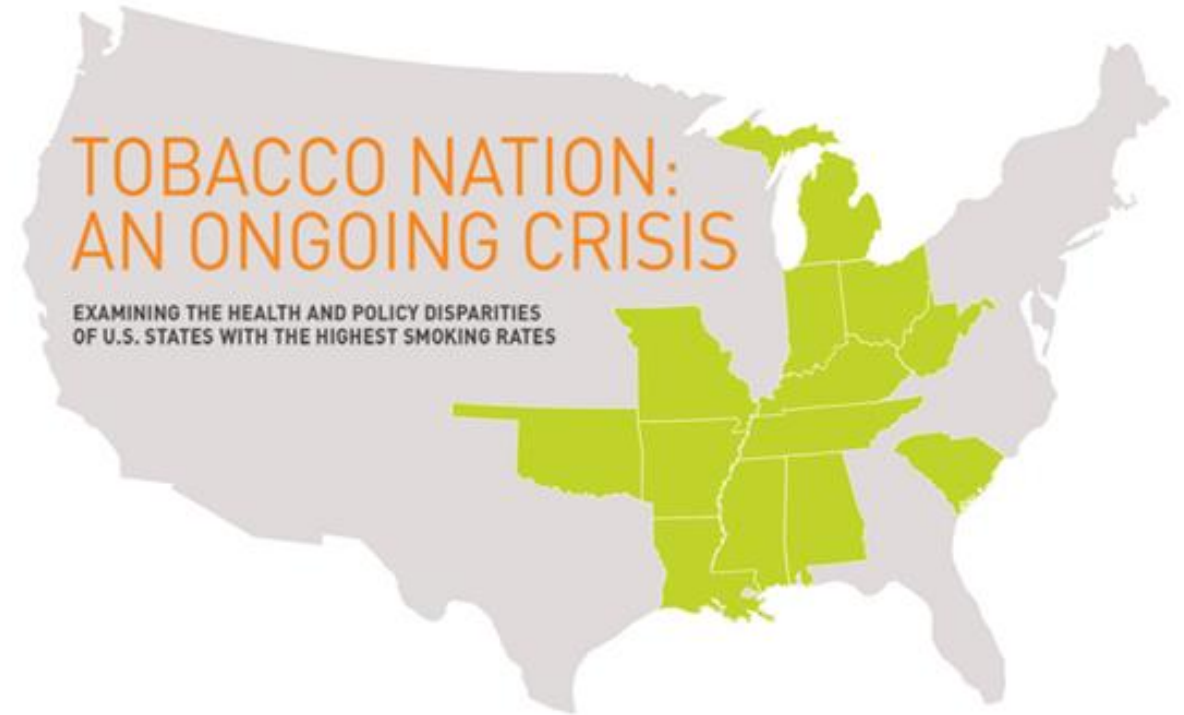 TOBACCO NATION:
AN ONGOING CRISIS
EXAMINING THE HEALTH AND POLICY DISPARITIES
OF U.S. STATES WITH THE HIGHEST SMOKING RATES